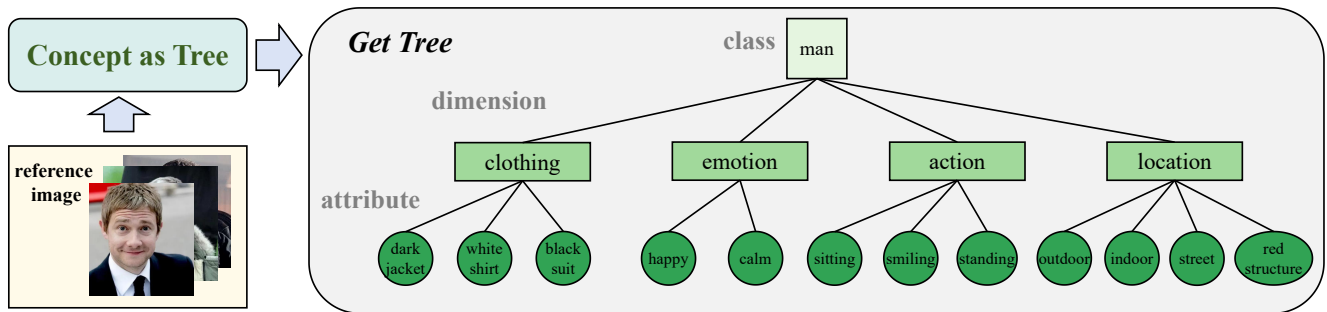 Concept as Tree
reference
image
Get Tree
class
man
dimension
clothing
emotion
action
location
attribute
dark
jacket
white
shirt
black
suit
happy
calm
sitting
smiling
standing
outdoor
indoor
street
red
structure